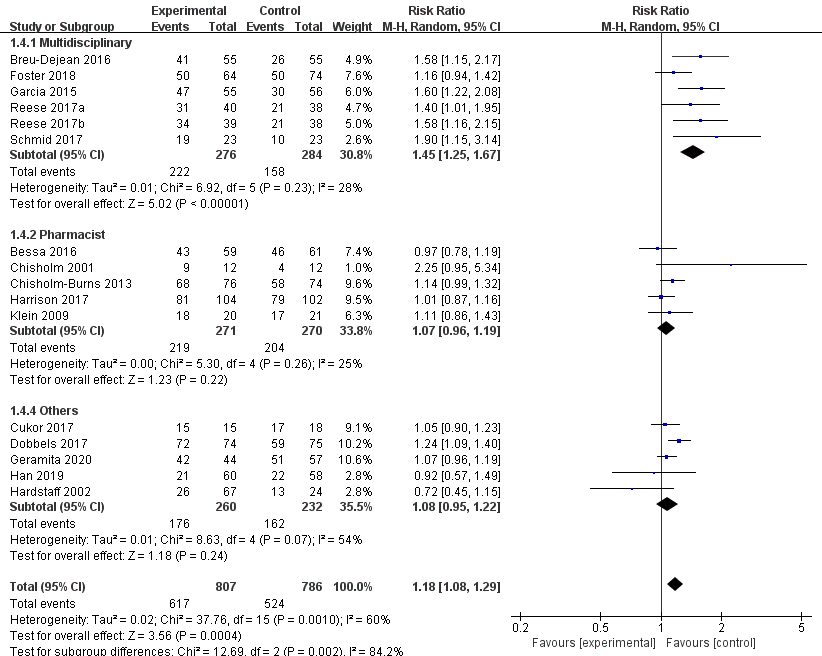 Experimental Control Risk Ratio Risk Ratio
Study or Subgroup Events Total Events Total Weight M-H, Random, 95% CI M-H, Random, 95% CI
1.4.1 Multidisciplinary
Breu-Dejean 2016 41 55 26 55 4.9% 1.58 [1.15, 2.17]
Foster 2018 50 64 50 74 7.6% 1.16 [0.94, 1.42]
Garcia 2015 47 55 30 56 6.0% 1.60 [1.22, 2.08]
Reese 2017a 31 40 21 38 4.7% 1.40 [1.01, 1.95]
Reese 2017b 34 39 21 38 5.0% 1.58 [1.16, 2.15]
Schmid 2017 19 23 10 23 2.6% 1.90 [1.15, 3.14]
Subtotal (95% CI) 276 284 30.8% 1.45 [1.25, 1.67]
Total events 222 158
Heterogeneity: Tau² = 0.01; Chi² = 6.92, df = 5 (P = 0.23); I² = 28%
Test for overall effect: Z = 5.02 (P < 0.00001)
1.4.2 Pharmacist
Bessa 2016 43 59 46 61 7.4% 0.97 [0.78, 1.19]
Chisholm 2001 9 12 4 12 1.0% 2.25 [0.95, 5.34]
Chisholm-Burns 2013 68 76 58 74 9.6% 1.14 [0.99, 1.32]
Harrison 2017 81 104 79 102 9.5% 1.01 [0.87, 1.16]
Klein 2009 18 20 17 21 6.3% 1.11 [0.86, 1.43]
Subtotal (95% CI) 271 270 33.8% 1.07 [0.96, 1.19]
Total events 219 204
Heterogeneity: Tau² = 0.00; Chi² = 5.30, df = 4 (P = 0.26); I² = 25%
Test for overall effect: Z = 1.23 (P = 0.22)
1.4.4 Others
Cukor 2017 15 15 17 18 9.1% 1.05 [0.90, 1.23]
Dobbels 2017 72 74 59 75 10.2% 1.24 [1.09, 1.40]
Geramita 2020 42 44 51 57 10.6% 1.07 [0.96, 1.19]
Han 2019 21 60 22 58 2.8% 0.92 [0.57, 1.49]
Hardstaff 2002 26 67 13 24 2.8% 0.72 [0.45, 1.15]
Subtotal (95% CI) 260 232 35.5% 1.08 [0.95, 1.22]
Total events 176 162
Heterogeneity: Tau² = 0.01; Chi² = 8.63, df = 4 (P = 0.07); I² = 54%
Test for overall effect: Z = 1.18 (P = 0.24)
Total (95% CI) 807 786 100.0% 1.18 [1.08, 1.29]
Total events 617 524
Heterogeneity: Tau² = 0.02; Chi² = 37.76, df = 15 (P = 0.0010); I² = 60%
Test for overall effect: Z = 3.56 (P = 0.0004)
Test for subgroup differences: Chi² = 12.69, df = 2 (P = 0.002), I² = 84.2%
0.2 0.5 1 2 5
Favours [experimental] Favours [control]